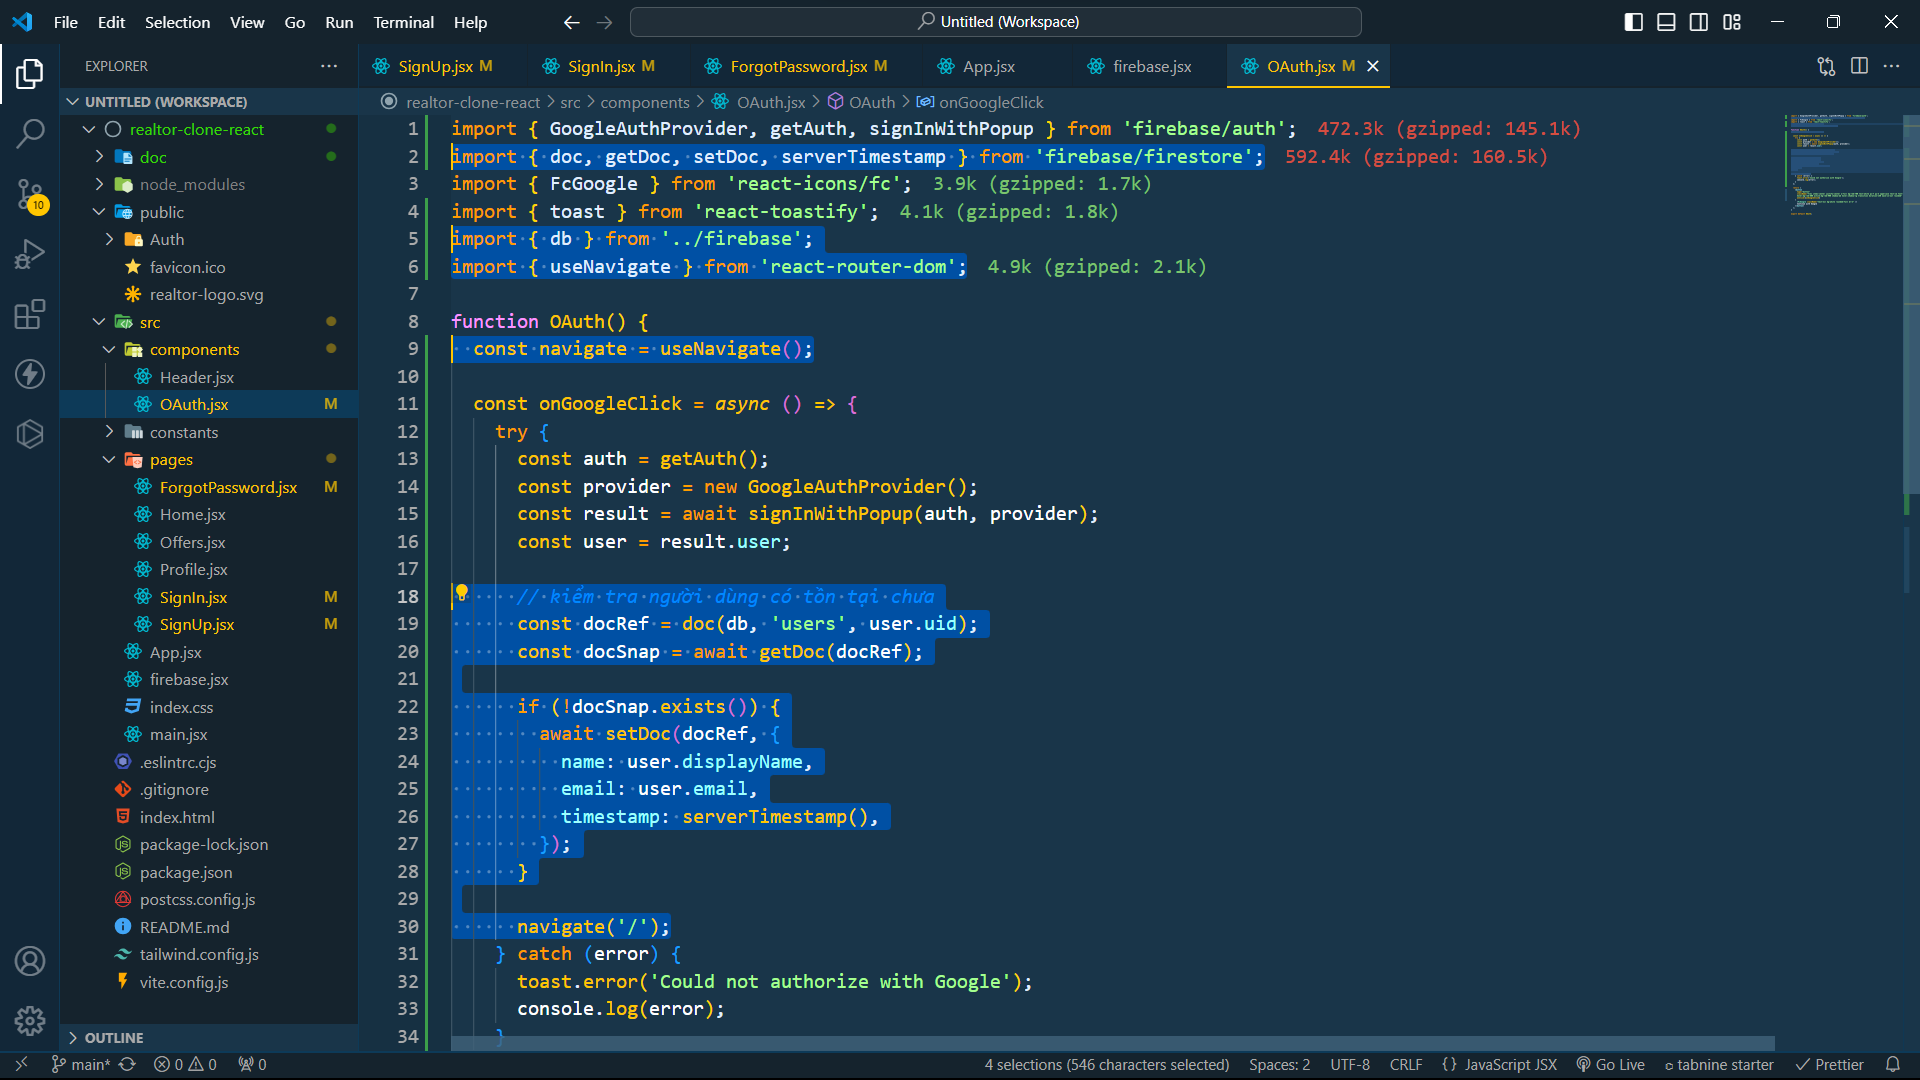 File Edit Selection View Go Run Terminal Help
Untitled (Workspace)
EXPLORER
UNTITLED (WORKSPACE)
realtor-clone-react
doc
node_modules
public
Auth
favicon.ico
realtor-logo.svg
src
components
Header.jsx
OAuth.jsx M
constants
pages
ForgotPassword.jsx M
Home.jsx
Offers.jsx
Profile.jsx
SignIn.jsx M
SignUp.jsx M
App.jsx
firebase.jsx
index.css
main.jsx
.eslintrc.cjs
.gitignore
index.html
package-lock.json
package.json
postcss.config.js
README.md
tailwind.config.js
vite.config.js
OUTLINE
10
SignUp.jsx M SignIn.jsx M ForgotPassword.jsx M App.jsx firebase.jsx OAuth.jsx M
realtor-clone-react > src > components > OAuth.jsx > OAuth > onGoogleClick
1 import { GoogleAuthProvider, getAuth, signInWithPopup } from 'firebase/auth'; 472.3k (gzipped: 145.1k)
2 import { doc, getDoc, setDoc, serverTimestamp } from 'firebase/firestore'; 592.4k (gzipped: 160.5k)
3 import { FcGoogle } from 'react-icons/fc'; 3.9k (gzipped: 1.7k)
4 import { toast } from 'react-toastify'; 4.1k (gzipped: 1.8k)
5 import { db } from '../firebase';
6 import { useNavigate } from 'react-router-dom'; 4.9k (gzipped: 2.1k)
7
8 function OAuth() {
9 const navigate = useNavigate();
10
11 const onGoogleClick = async () => {
12 try {
13 const auth = getAuth();
14 const provider = new GoogleAuthProvider();
15 const result = await signInWithPopup(auth, provider);
16 const user = result.user;
17
18 // kiểm tra người dùng có tồn tại chưa
19 const docRef = doc(db, 'users', user.uid);
20 const docSnap = await getDoc(docRef);
21
22 if (!docSnap.exists()) {
23 await setDoc(docRef, {
24 name: user.displayName,
25 email: user.email,
26 timestamp: serverTimestamp(),
27 });
28 }
29
30 navigate('/');
31 } catch (error) {
32 toast.error('Could not authorize with Google');
33 console.log(error);
34 }
main* 0 0 0 4 selections (546 characters selected) Spaces: 2 UTF-8 CRLF {} JavaScript JSX Go Live tabnine starter Prettier